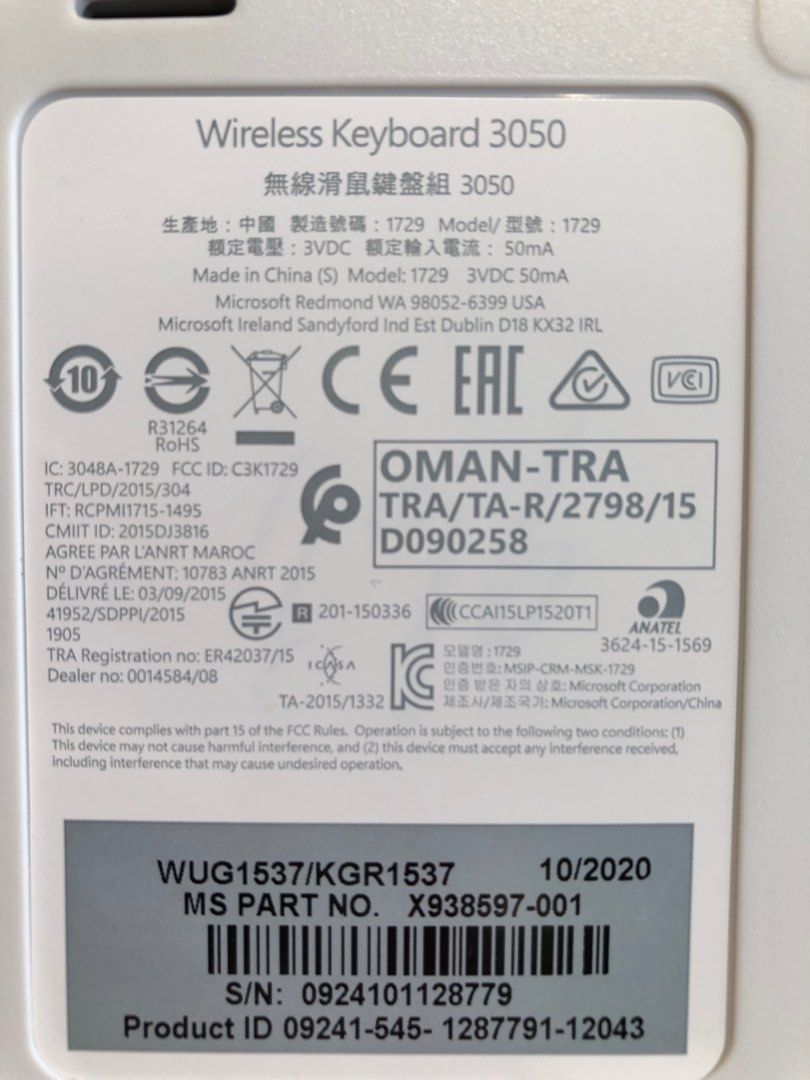 Wireless Keyboard 3050
無線滑鼠鍵盤組 3050
生產地：中國 製造號碼：1729 Model/ 型號：1729
額定電壓：3VDC 額定輸入電流： 50mA
Made in China (S) Model: 1729 3VDC 50mA
Microsoft Redmond WA 98052-6399 USA
Microsoft Ireland Sandyford Ind Est Dublin D18 KX32 IRL
10
CE
EAC
VCI
R31264
RoHS
IC: 3048A-1729 FCC ID: C3K1729
TRC/LPD/2015/304
IFT: RCPMI1715-1495
CMIIT ID: 2015DJ3816
AGREE PAR L'ANRT MAROC
Nº D'AGRÉMENT: 10783 ANRT 2015
DÉLIVRÉ LE: 03/09/2015
41952/SDPPI/2015
1905
TRA Registration no: ER42037/15
Dealer no: 0014584/08
OMAN-TRA
TRA/TA-R/2798/15
D090258
R 201-150336
CCAI15LP1520T1
ANATEL
3624-15-1569
ICASA
TA-2015/1332
모델명: 1729
인증번호: MSIP-CRM-MSK-1729
인증 받은 자의 상호: Microsoft Corporation
제조사/제조국가: Microsoft Corporation/China
This device complies with part 15 of the FCC Rules. Operation is subject to the following two conditions: (1)
This device may not cause harmful interference, and (2) this device must accept any interference received,
including interference that may cause undesired operation.
WUG1537/KGR1537 10/2020
MS PART NO. X938597-001
S/N: 0924101128779
Product ID 09241-545- 1287791-12043